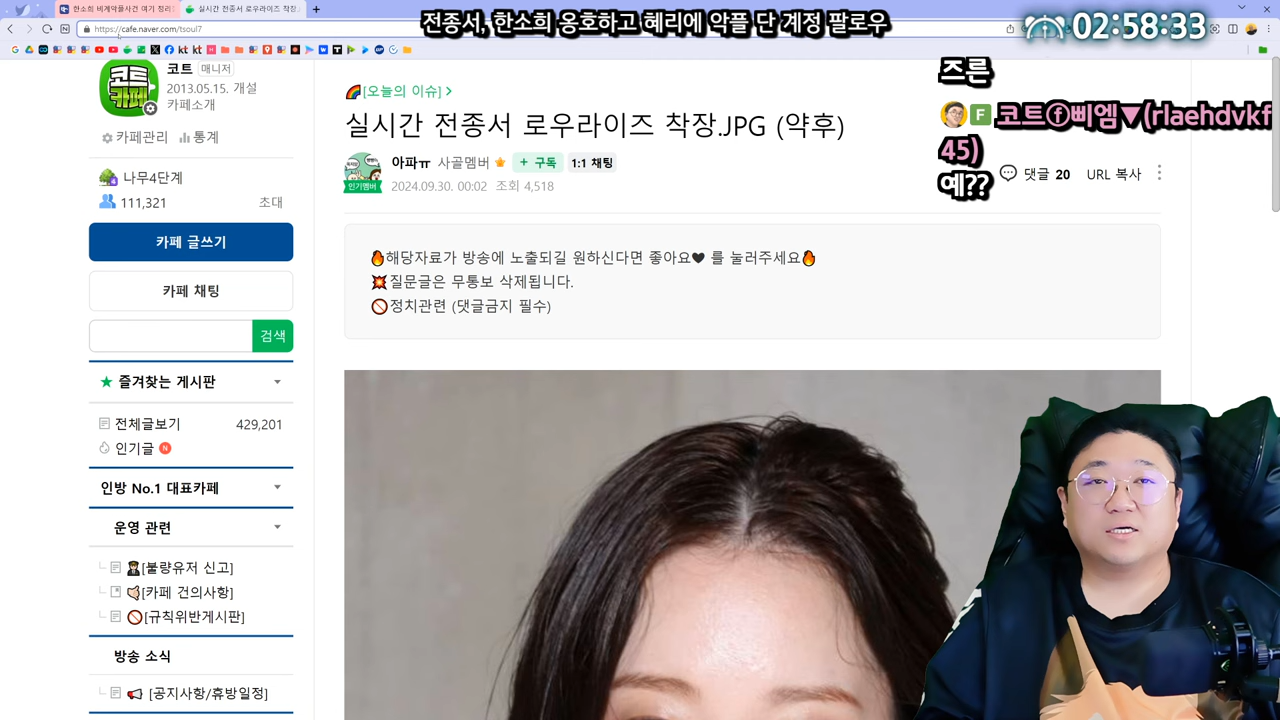 한소희 비계악플사건 여기 정리
실시간 전종서 로우라이즈 착장.
https://cafe.naver.com/tsoul7
전종서, 한소희 옹호하고 혜리에 악플 단 계정 팔로우
02:58:33
즈른
코트ⓕ삐엠▼(rlaehdvkf
45)
예??
코트 매니저
2013.05.15. 개설
카페소개
카페관리 통계
나무4단계
111,321 초대
카페 글쓰기
카페 채팅
검색
★ 즐겨찾는 게시판
전체글보기 429,201
인기글 N
인방 No.1 대표카페
운영 관련
[불량유저 신고]
[카페 건의사항]
[규칙위반게시판]
방송 소식
[공지사항/휴방일정]
🌈[오늘의 이슈] >
실시간 전종서 로우라이즈 착장.JPG (약후)
아파ㅠ 사골멤버 + 구독 1:1 채팅
인기멤버
2024.09.30. 00:02 조회 4,518
댓글 20 URL 복사
🔥해당자료가 방송에 노출되길 원하신다면 좋아요🖤 를 눌러주세요🔥
💥질문글은 무통보 삭제됩니다.
🚫정치관련 (댓글금지 필수)